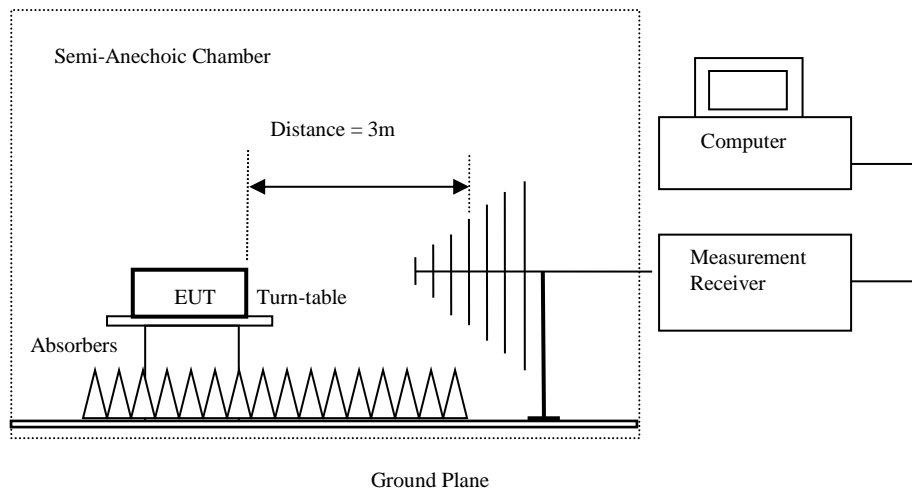 Semi-Anechoic Chamber
Distance = 3m
Computer
Measurement
Receiver
EUT
Turn-table
Absorbers
Ground Plane